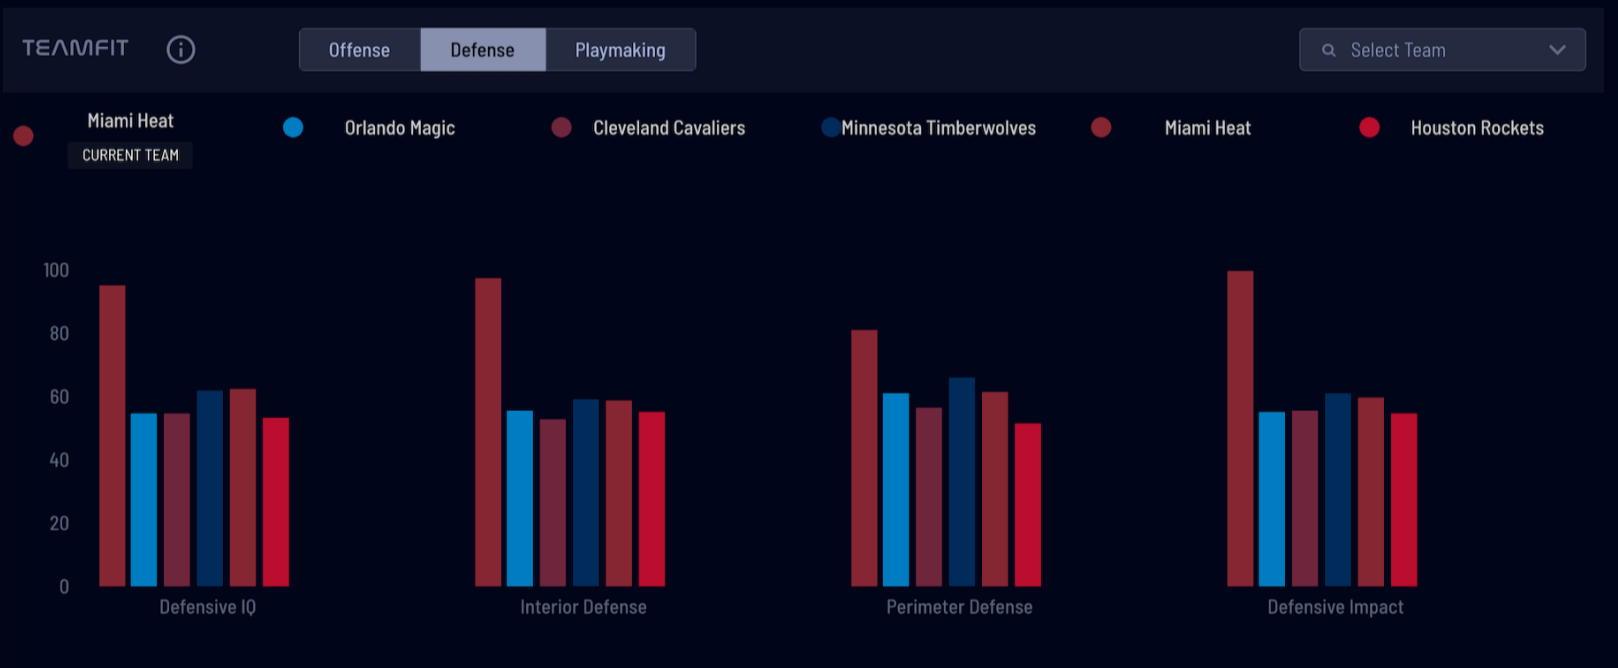 TEAMFIT
Offense
Defense
Playmaking
Select Team
Miami Heat
CURRENT TEAM
Orlando Magic
Cleveland Cavaliers
Minnesota Timberwolves
Miami Heat
Houston Rockets
100
80
60
40
20
0
Defensive IQ
Interior Defense
Perimeter Defense
Defensive Impact